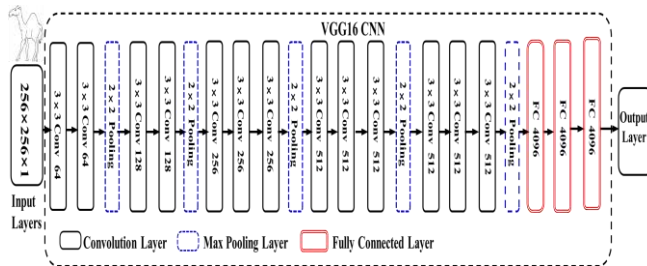 VGG16 CNN
256×256×1
3 × 3 Conv 64
3 × 3 Conv 64
2 × 2 Pooling
3 × 3 Conv 128
3 × 3 Conv 128
2 × 2 Pooling
3 × 3 Conv 256
3 × 3 Conv 256
3 × 3 Conv 256
2 × 2 Pooling
3 × 3 Conv 512
3 × 3 Conv 512
3 × 3 Conv 512
2 × 2 Pooling
3 × 3 Conv 512
3 × 3 Conv 512
3 × 3 Conv 512
2 × 2 Pooling
FC 4096
FC 4096
FC 4096
Output
Layer
Input
Layers
Convolution Layer
Max Pooling Layer
Fully Connected Layer